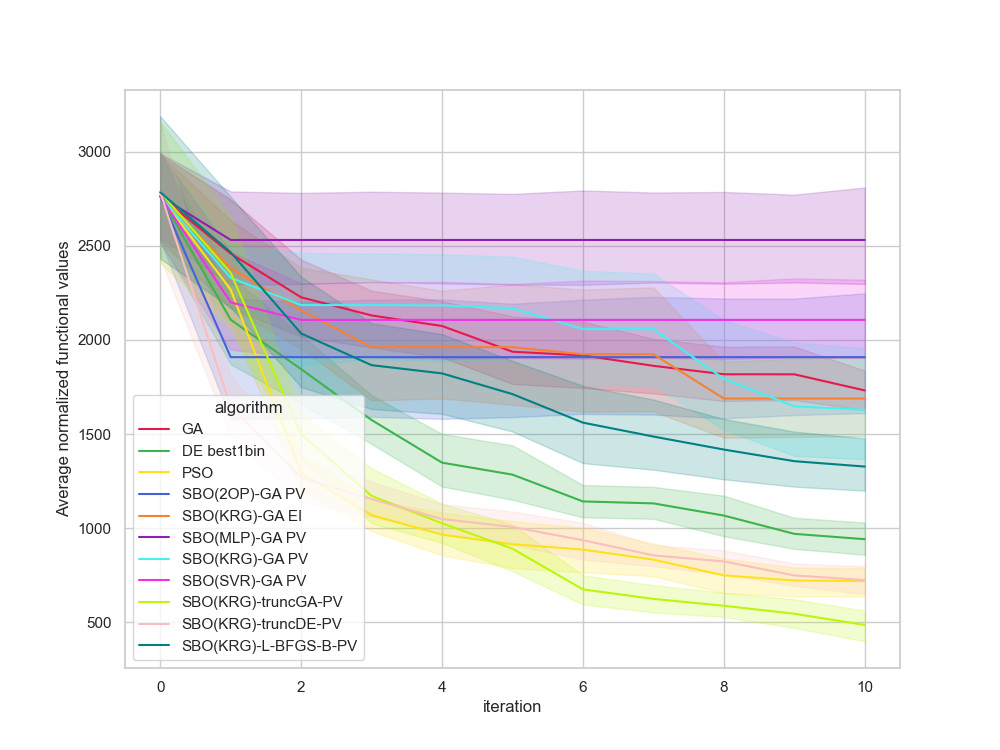 Average normalized functional values
3000
2500
2000
1500
1000
500
algorithm
GA
DE best1bin
PSO
SBO(2OP)-GA PV
SBO(KRG)-GA EI
SBO(MLP)-GA PV
SBO(KRG)-GA PV
SBO(SVR)-GA PV
SBO(KRG)-truncGA-PV
SBO(KRG)-truncDE-PV
SBO(KRG)-L-BFGS-B-PV
0 2 4 6 8 10
iteration